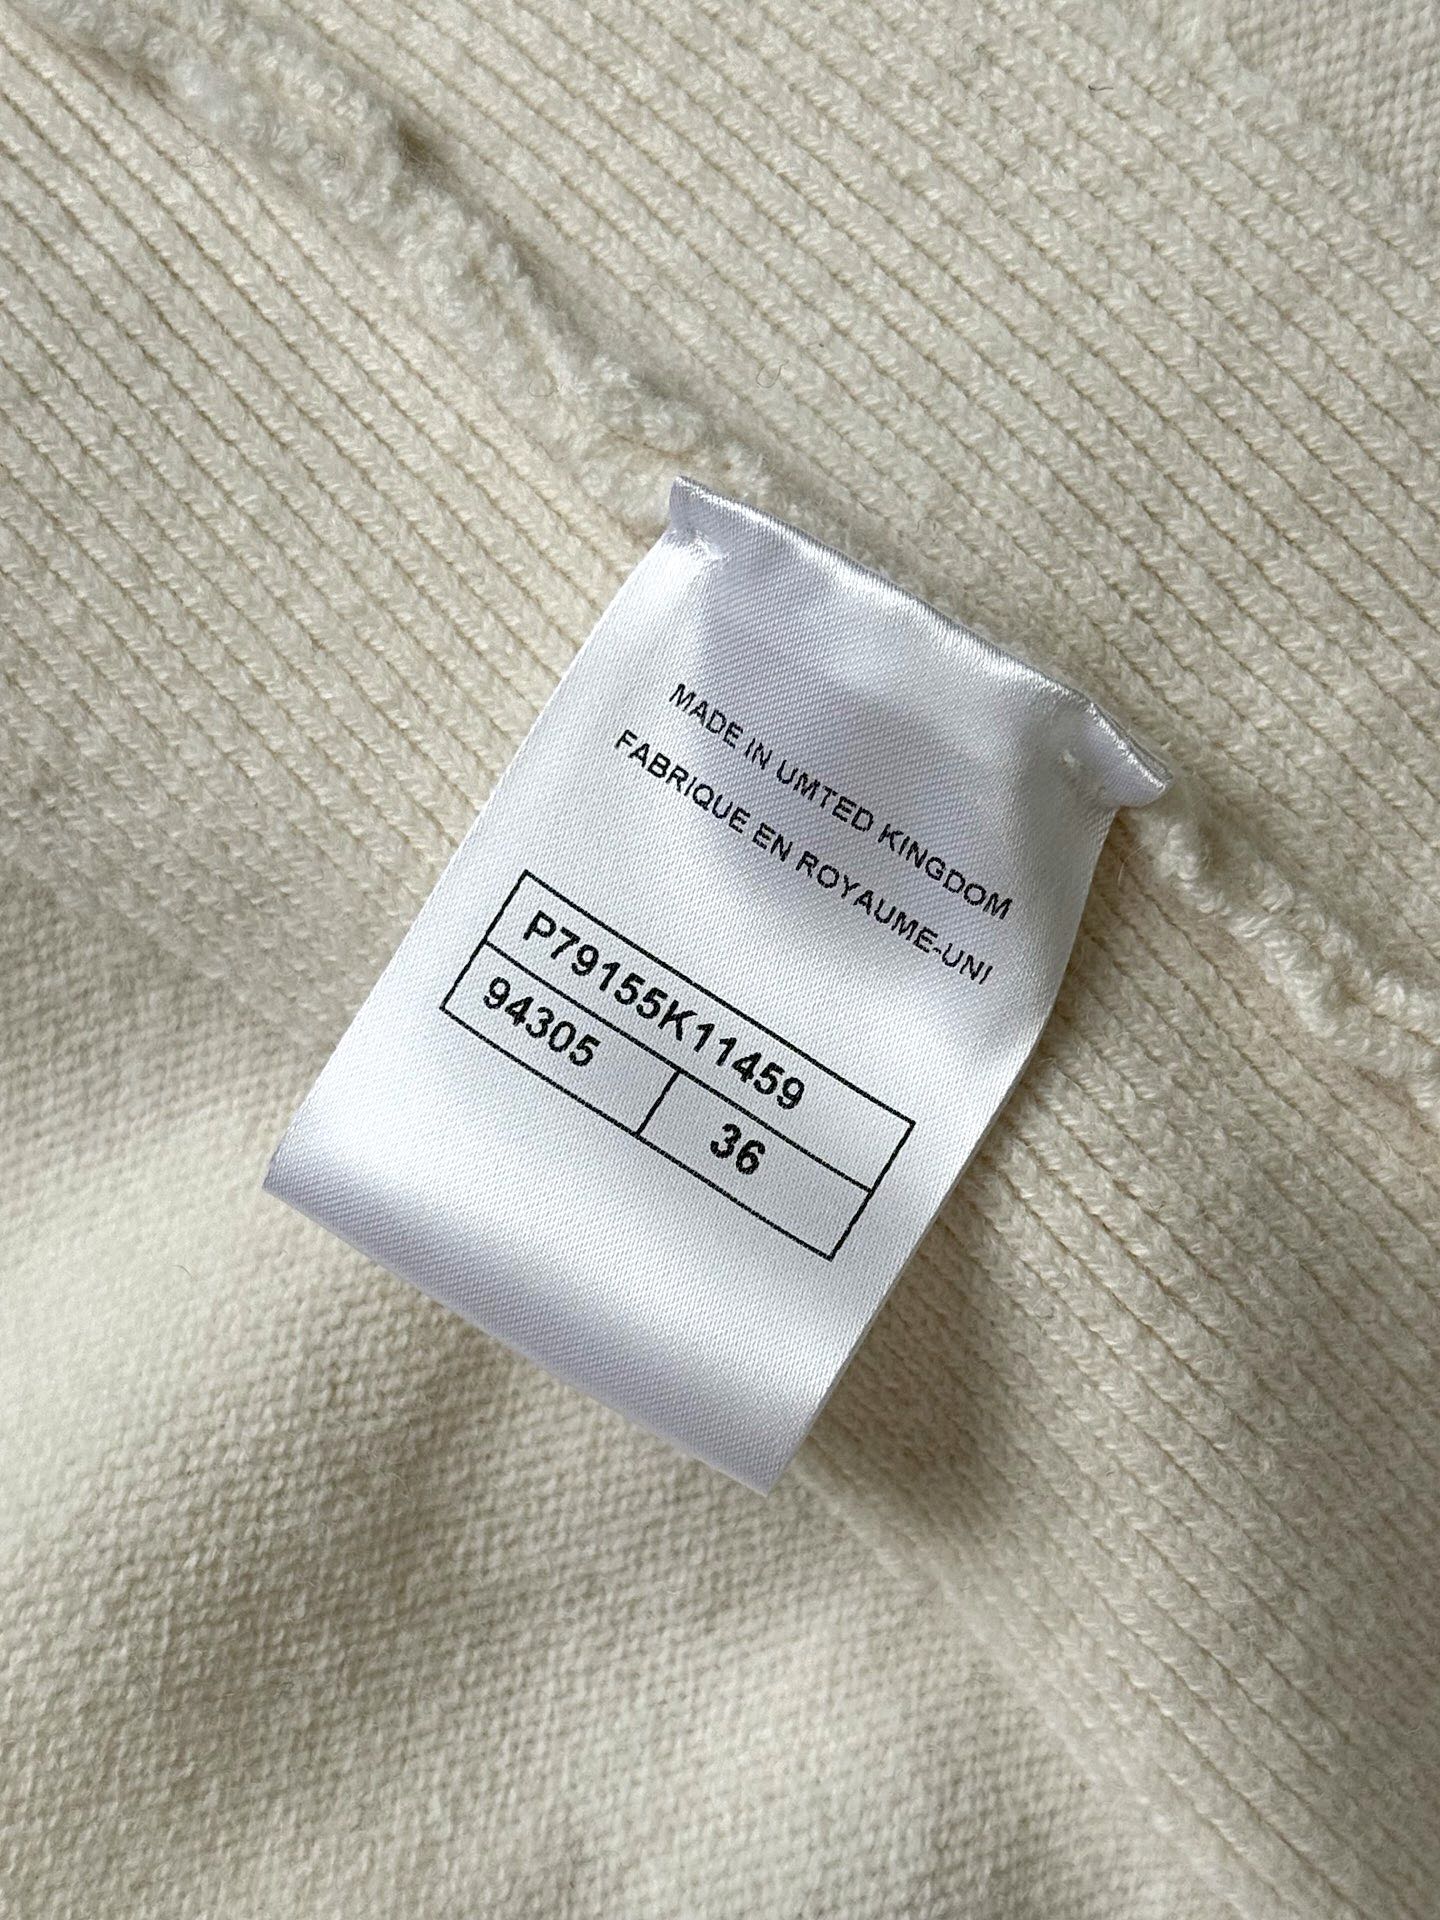 MADE IN UMTED KINGDOM
FABRIQUE EN ROYAUME-UNI
P79155K11459
94305 36